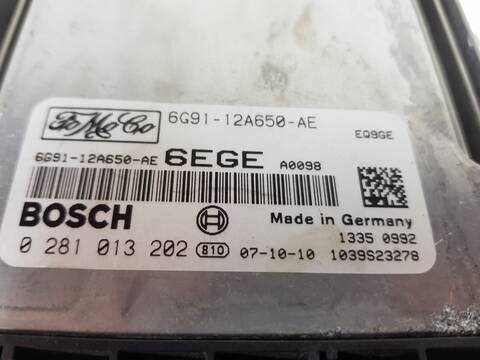 FoMoCo 6G91-12A650-AE
EQ9GE
6G91-12A650-AE 6EGE A0098
BOSCH Made in Germany
1335 0992
0 281 013 202 810 07-10-10 1039S23278